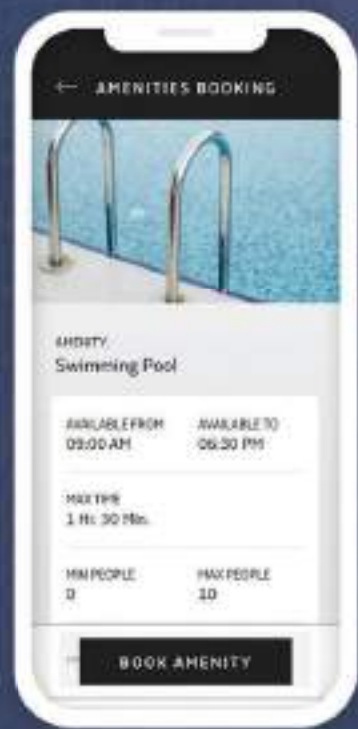 ← AMENITIES BOOKING
AMENITY
Swimming Pool
AVAILABLE FROM AVAILABLE TO
09:00 AM 06:30 PM
MAX TIME
1 Hr. 30 Min.
MIN PEOPLE MAX PEOPLE
0 10
BOOK AMENITY